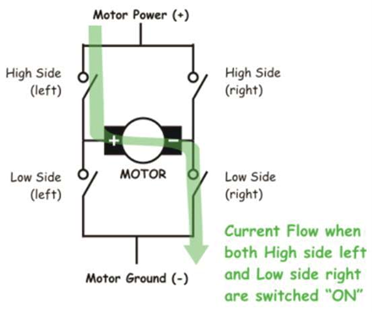 Motor Power (+)
High Side
(left)
High Side
(right)
+
−
MOTOR
Low Side
(left)
Low Side
(right)
Current Flow when
both High side left
and Low side right
are switched “ON”
Motor Ground (-)